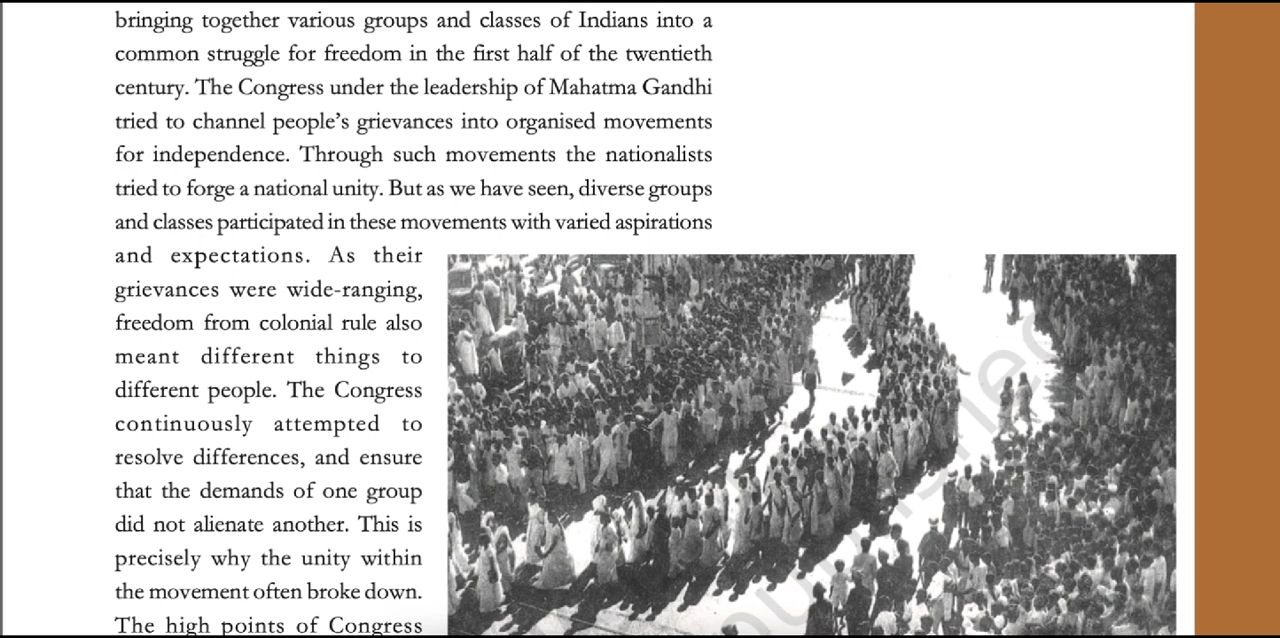 bringing together various groups and classes of Indians into a
common struggle for freedom in the first half of the twentieth
century. The Congress under the leadership of Mahatma Gandhi
tried to channel people’s grievances into organised movements
for independence. Through such movements the nationalists
tried to forge a national unity. But as we have seen, diverse groups
and classes participated in these movements with varied aspirations
and expectations. As their
grievances were wide-ranging,
freedom from colonial rule also
meant different things to
different people. The Congress
continuously attempted to
resolve differences, and ensure
that the demands of one group
did not alienate another. This is
precisely why the unity within
the movement often broke down.
The high points of Congress